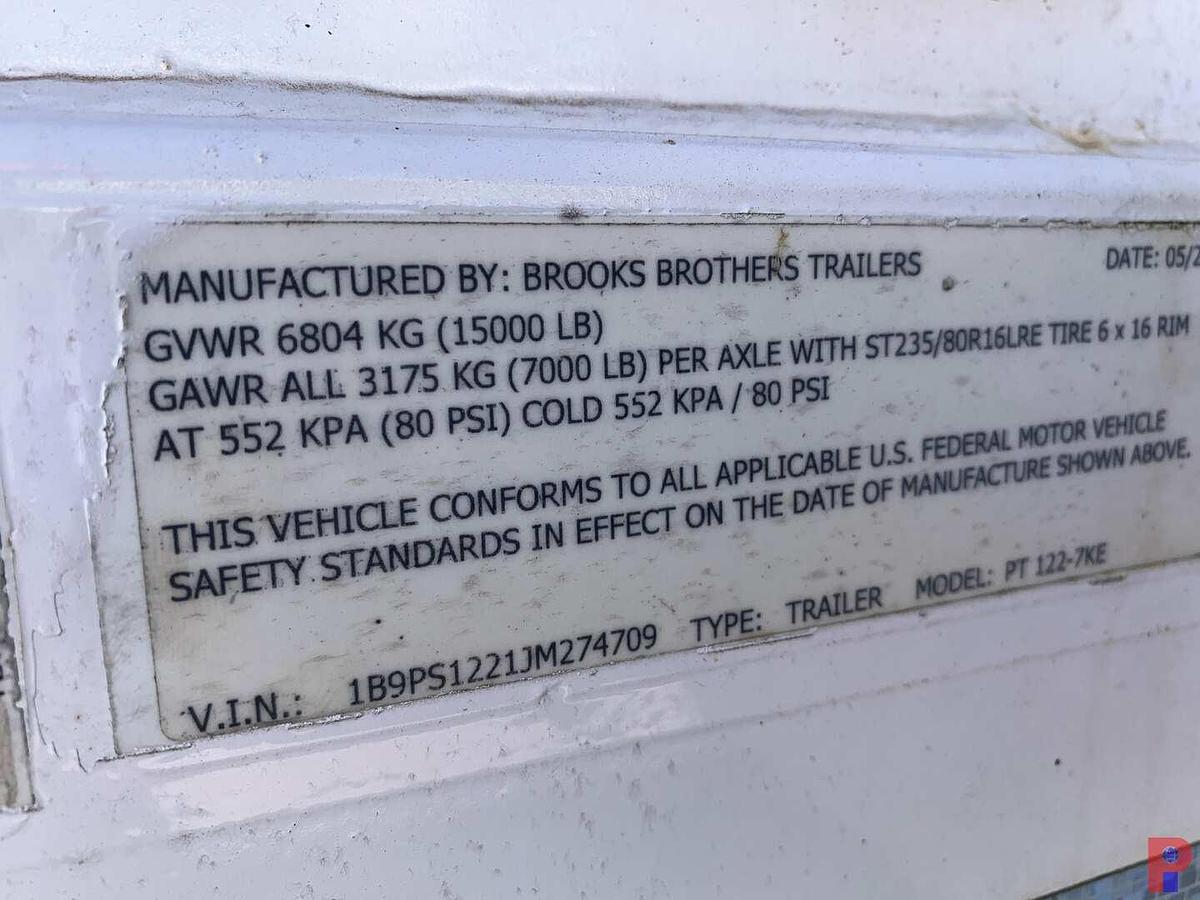 MANUFACTURED BY: BROOKS BROTHERS TRAILERS DATE: 05/2
GVWR 6804 KG (15000 LB)
GAWR ALL 3175 KG (7000 LB) PER AXLE WITH ST235/80R16LRE TIRE 6 x 16 RIM
AT 552 KPA (80 PSI) COLD 552 KPA / 80 PSI
THIS VEHICLE CONFORMS TO ALL APPLICABLE U.S. FEDERAL MOTOR VEHICLE
SAFETY STANDARDS IN EFFECT ON THE DATE OF MANUFACTURE SHOWN ABOVE.
V.I.N.: 1B9PS1221JM274709 TYPE: TRAILER MODEL: PT 122-7KE